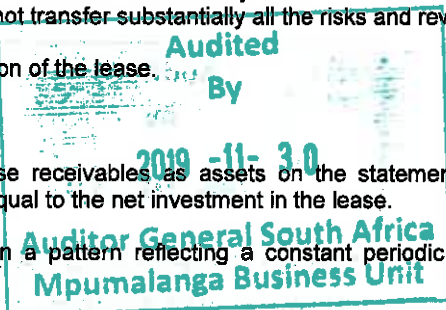 not transfer substantially all the risks and rev
Audited
on of the lease.
By
2019 -11- 30
se receivables as assets on the statemen
qual to the net investment in the lease.
Auditor General South Africa
n a pattern reflecting a constant periodic
Mpumalanga Business Unit